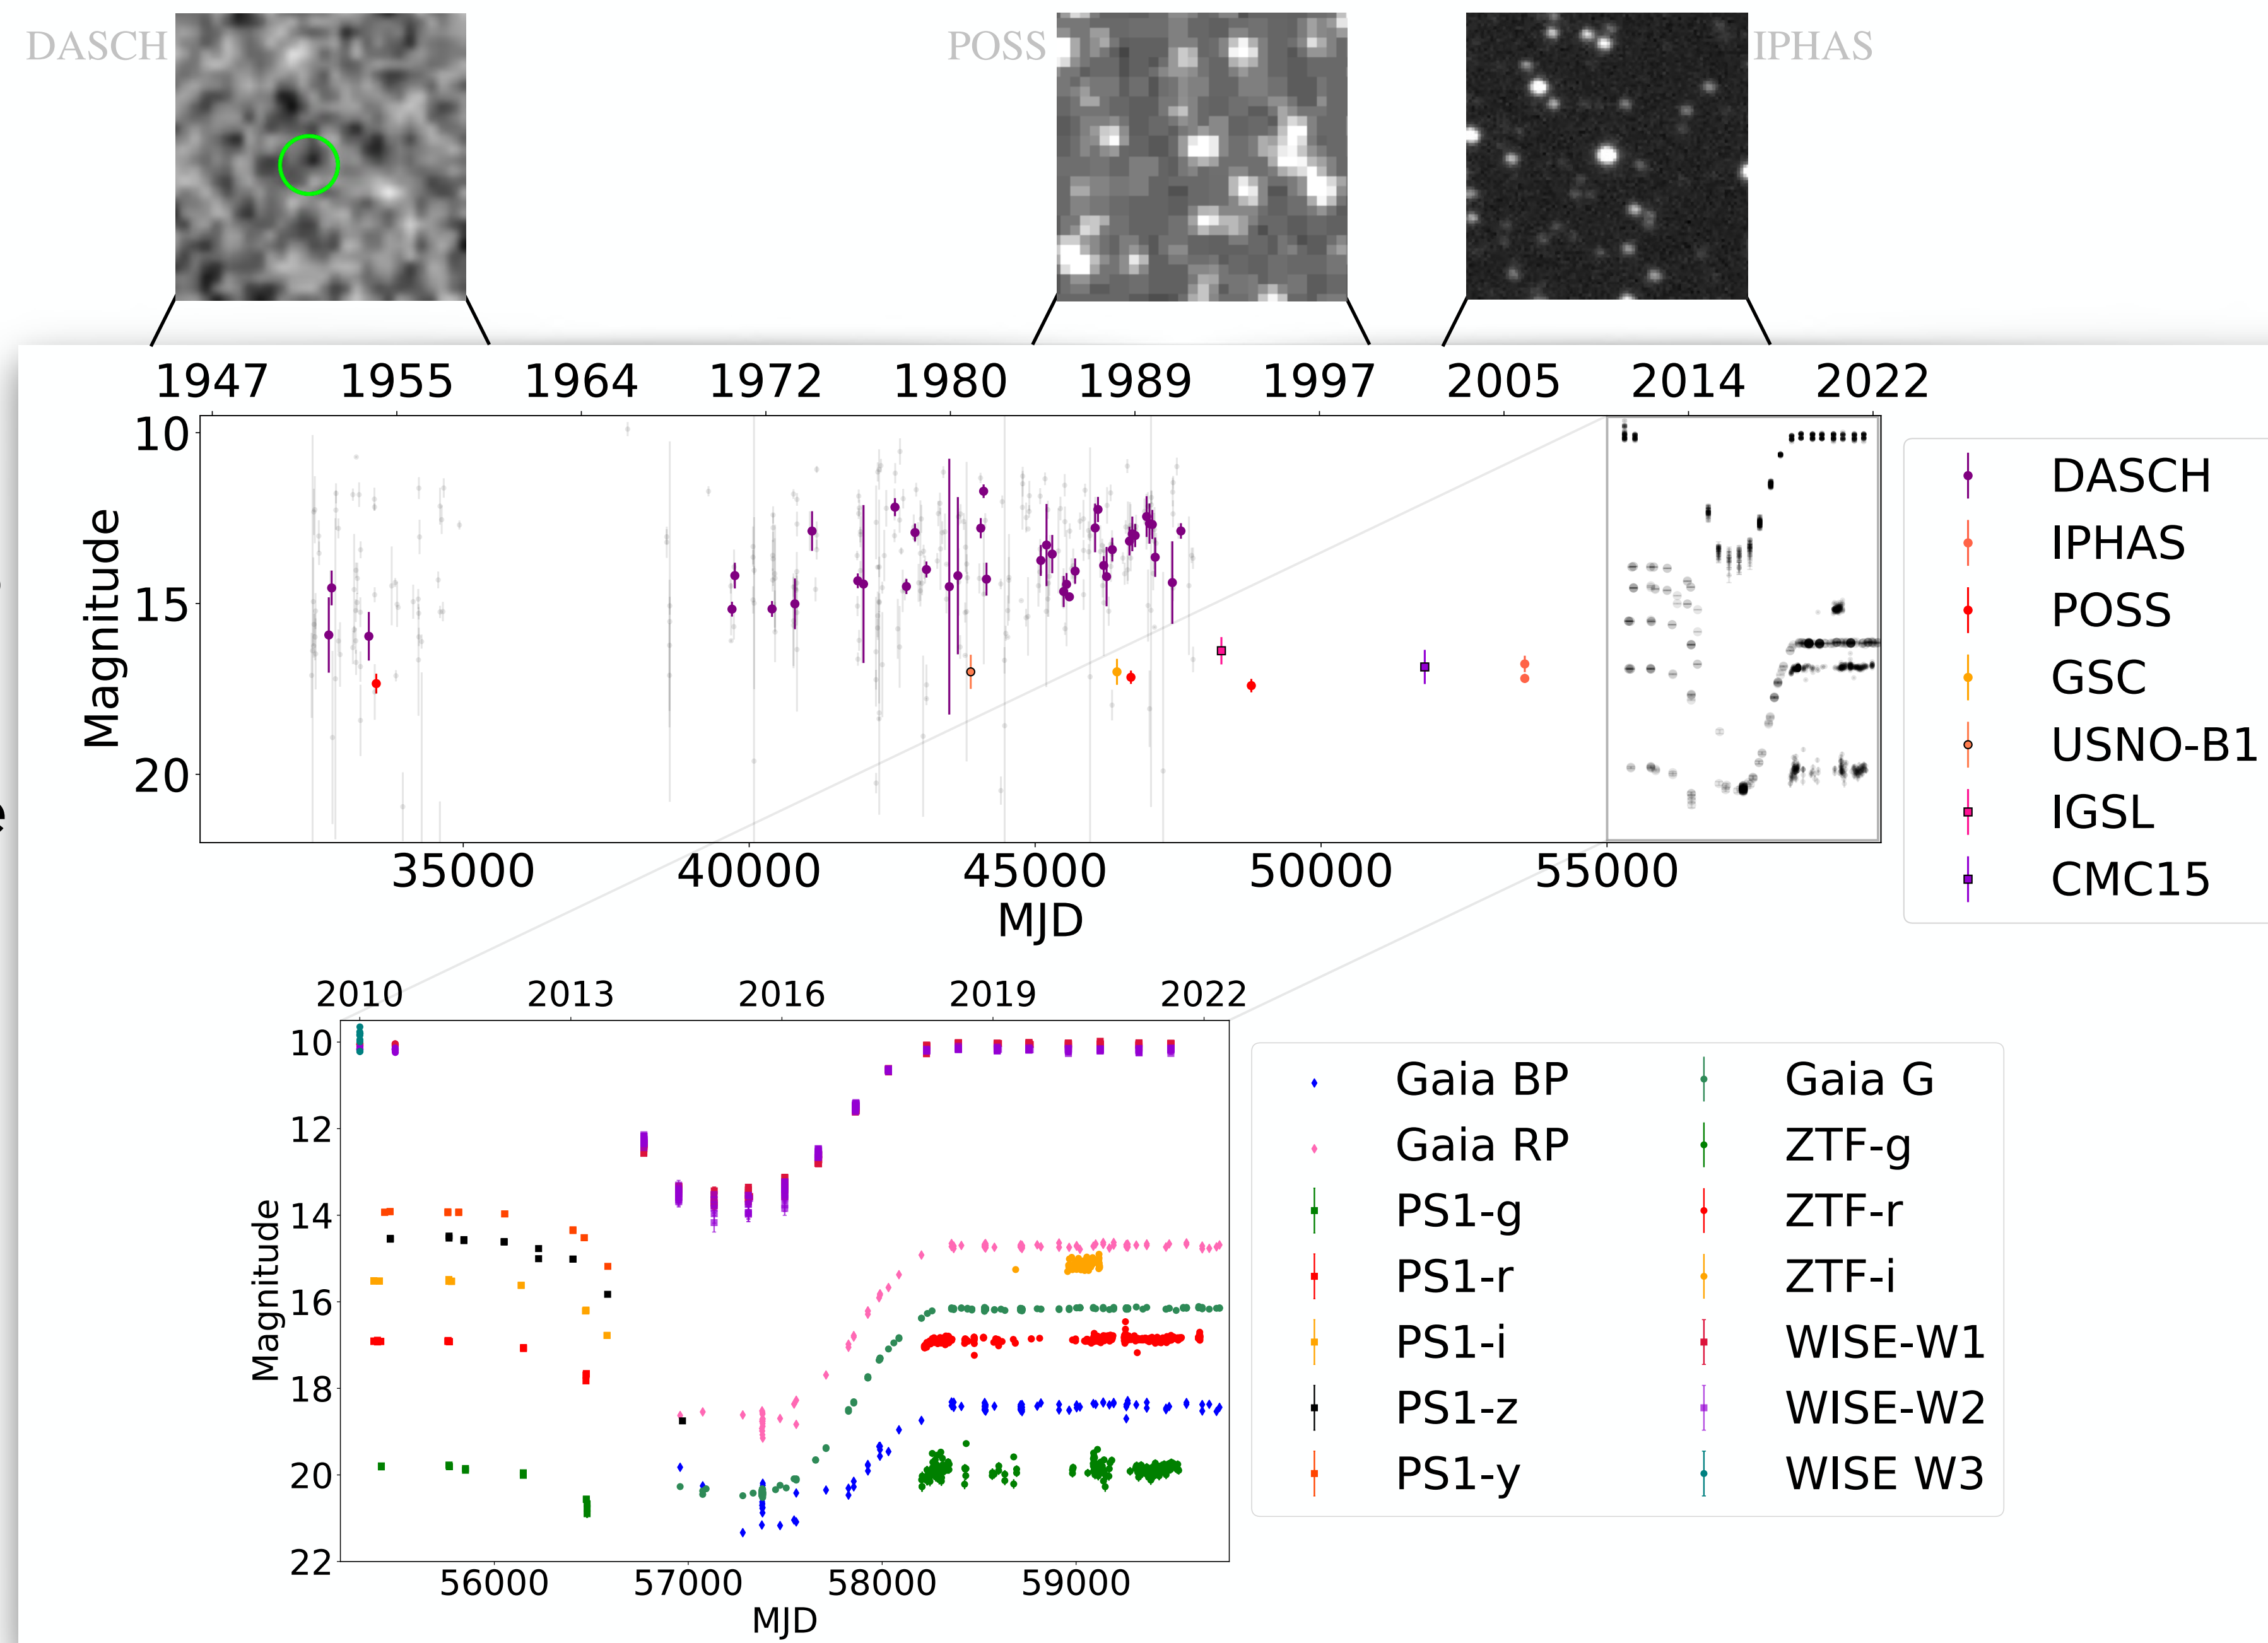 DASCH
POSS
IPHAS
1947 1955 1964 1972 1980 1989 1997 2005 2014 2022
10
15
20
Magnitude
35000 40000 45000 50000 55000
MJD
DASCH
IPHAS
POSS
GSC
USNO-B1
IGSL
CMC15
2010 2013 2016 2019 2022
10
12
14
16
18
20
22
Magnitude
56000 57000 58000 59000
MJD
Gaia BP
Gaia RP
PS1-g
PS1-r
PS1-i
PS1-z
PS1-y
Gaia G
ZTF-g
ZTF-r
ZTF-i
WISE-W1
WISE-W2
WISE W3